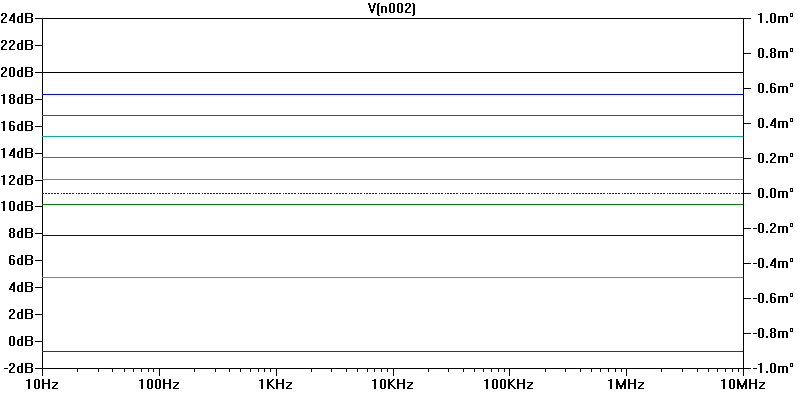 V(n002)
24dB
22dB
20dB
18dB
16dB
14dB
12dB
10dB
8dB
6dB
4dB
2dB
0dB
-2dB
1.0m°
0.8m°
0.6m°
0.4m°
0.2m°
0.0m°
-0.2m°
-0.4m°
-0.6m°
-0.8m°
-1.0m°
10Hz 100Hz 1KHz 10KHz 100KHz 1MHz 10MHz